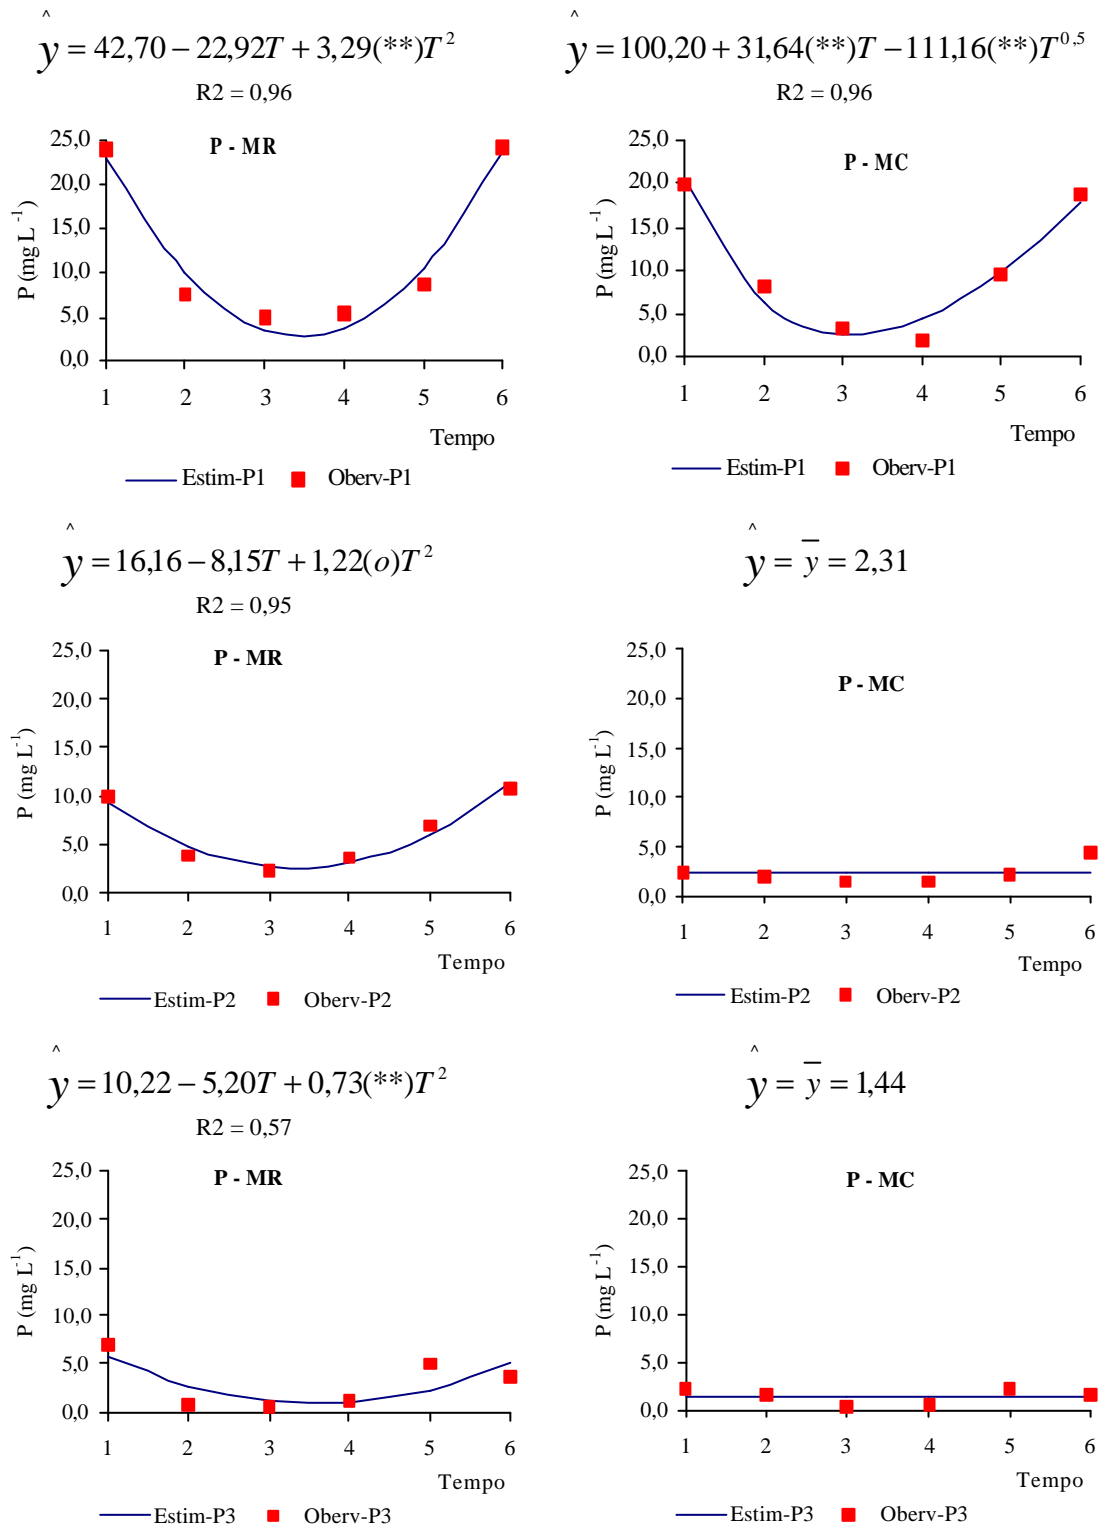 ŷ = 42,70 − 22,92T + 3,29(**)T²
R2 = 0,96
P - MR
P (mg L⁻¹)
25,0
20,0
15,0
10,0
5,0
0,0
1 2 3 4 5 6
Tempo
Estim-P1 Oberv-P1
ŷ = 100,20 + 31,64(**)T − 111,16(**)T^0,5
R2 = 0,96
P - MC
P (mg L⁻¹)
25,0
20,0
15,0
10,0
5,0
0,0
1 2 3 4 5 6
Tempo
Estim-P1 Oberv-P1
ŷ = 16,16 − 8,15T + 1,22(o)T²
R2 = 0,95
P - MR
P (mg L⁻¹)
25,0
20,0
15,0
10,0
5,0
0,0
1 2 3 4 5 6
Tempo
Estim-P2 Oberv-P2
ŷ = y̅ = 2,31
P - MC
P (mg L⁻¹)
25,0
20,0
15,0
10,0
5,0
0,0
1 2 3 4 5 6
Tempo
Estim-P2 Oberv-P2
ŷ = 10,22 − 5,20T + 0,73(**)T²
R2 = 0,57
P - MR
P (mg L⁻¹)
25,0
20,0
15,0
10,0
5,0
0,0
1 2 3 4 5 6
Tempo
Estim-P3 Oberv-P3
ŷ = y̅ = 1,44
P - MC
P (mg L⁻¹)
25,0
20,0
15,0
10,0
5,0
0,0
1 2 3 4 5 6
Tempo
Estim-P3 Oberv-P3